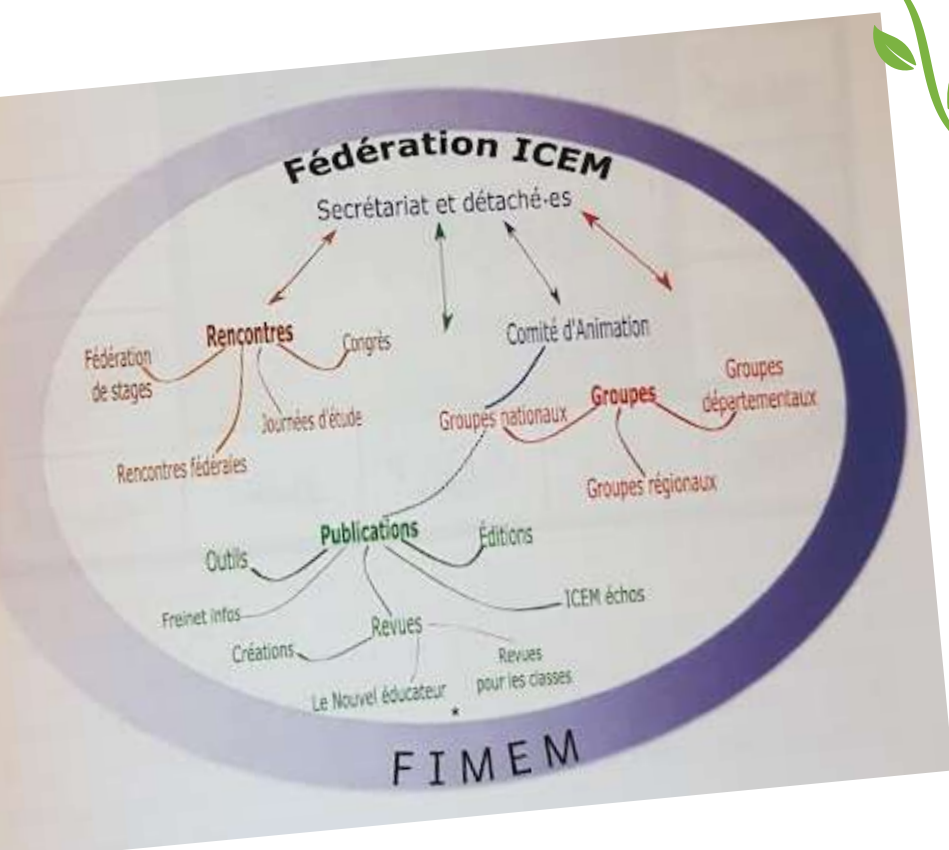 Fédération ICEM
Secrétariat et détaché-es
Rencontres
Comité d'Animation
Congrès
Fédération
de stages
Groupes
départementaux
Groupes
Groupes nationaux
Journées d'étude
Rencontres fédérales
Groupes régionaux
Publications
Éditions
Outils
ICEM échos
Freinet infos
Revues
Créations
Revues
pour les classes
Le Nouvel éducateur
*
FIMEM